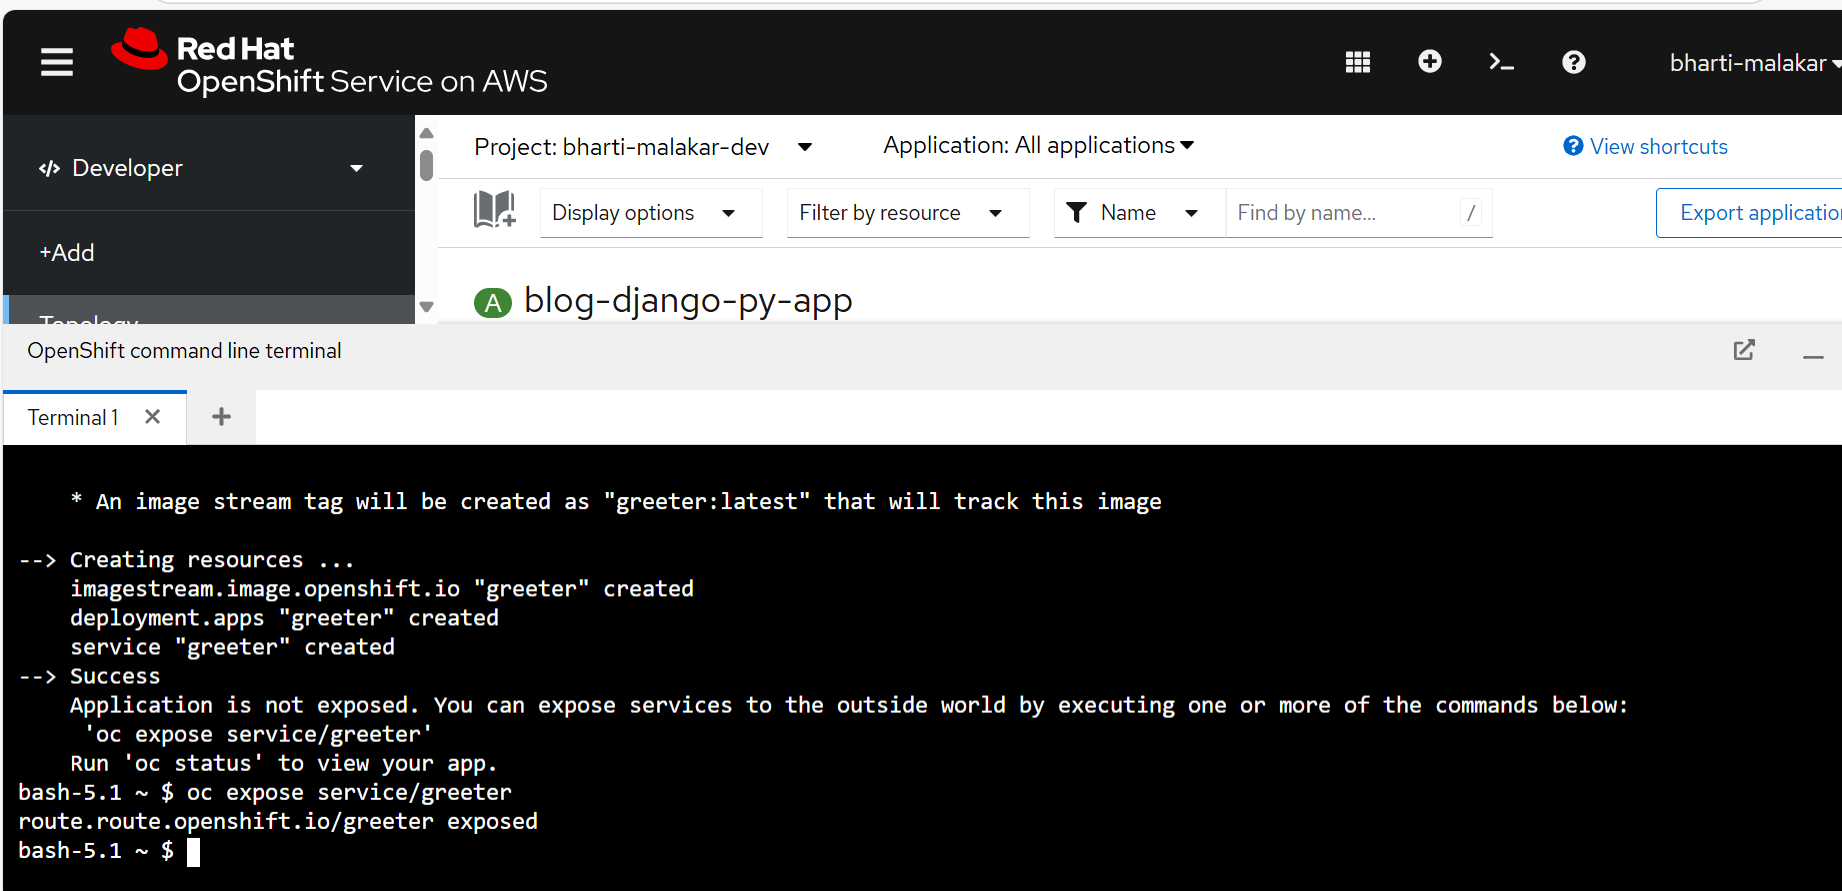 Red Hat
OpenShift Service on AWS
bharti-malakar
Developer
Project: bharti-malakar-dev
Application: All applications
View shortcuts
Display options
Filter by resource
Name
Find by name...
/
Export application
+Add
A blog-django-py-app
Topology
OpenShift command line terminal
Terminal 1
* An image stream tag will be created as "greeter:latest" that will track this image
--> Creating resources ...
imagestream.image.openshift.io "greeter" created
deployment.apps "greeter" created
service "greeter" created
--> Success
Application is not exposed. You can expose services to the outside world by executing one or more of the commands below:
'oc expose service/greeter'
Run 'oc status' to view your app.
bash-5.1 ~ $ oc expose service/greeter
route.route.openshift.io/greeter exposed
bash-5.1 ~ $